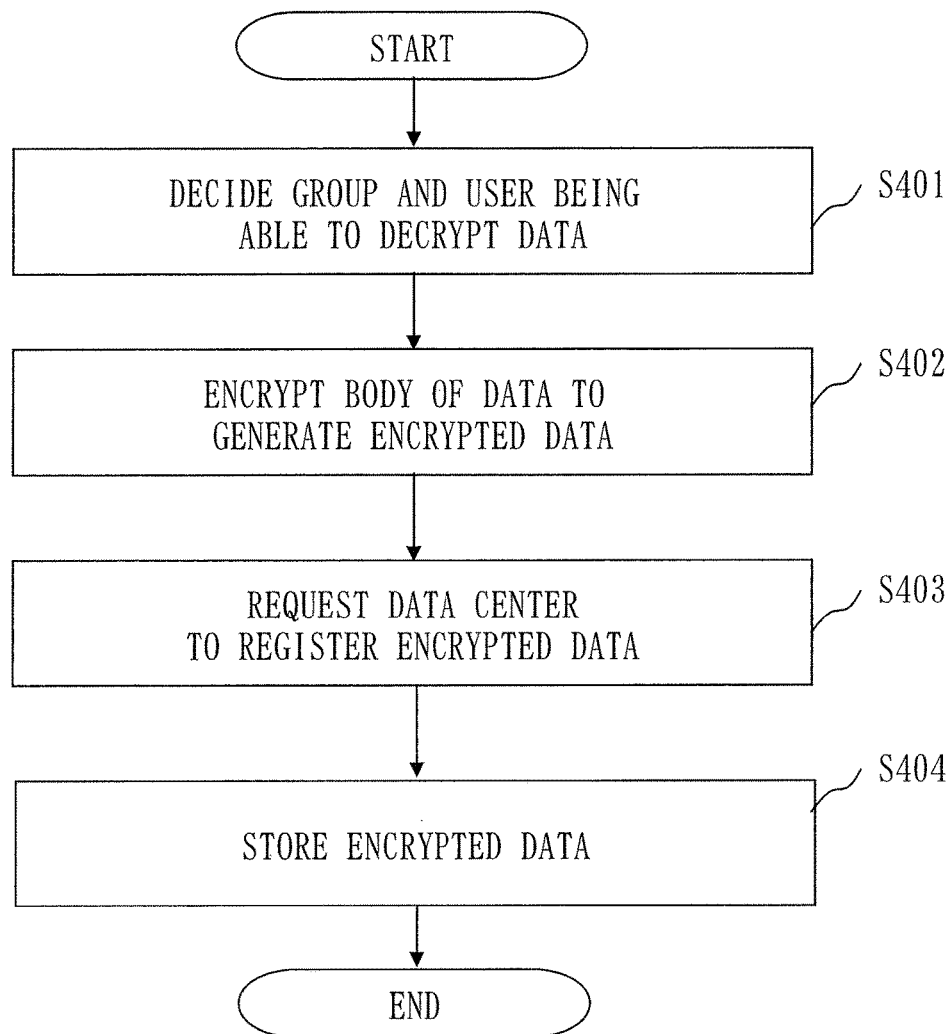 START
DECIDE GROUP AND USER BEING
ABLE TO DECRYPT DATA
S401
ENCRYPT BODY OF DATA TO
GENERATE ENCRYPTED DATA
S402
REQUEST DATA CENTER
TO REGISTER ENCRYPTED DATA
S403
STORE ENCRYPTED DATA
S404
END